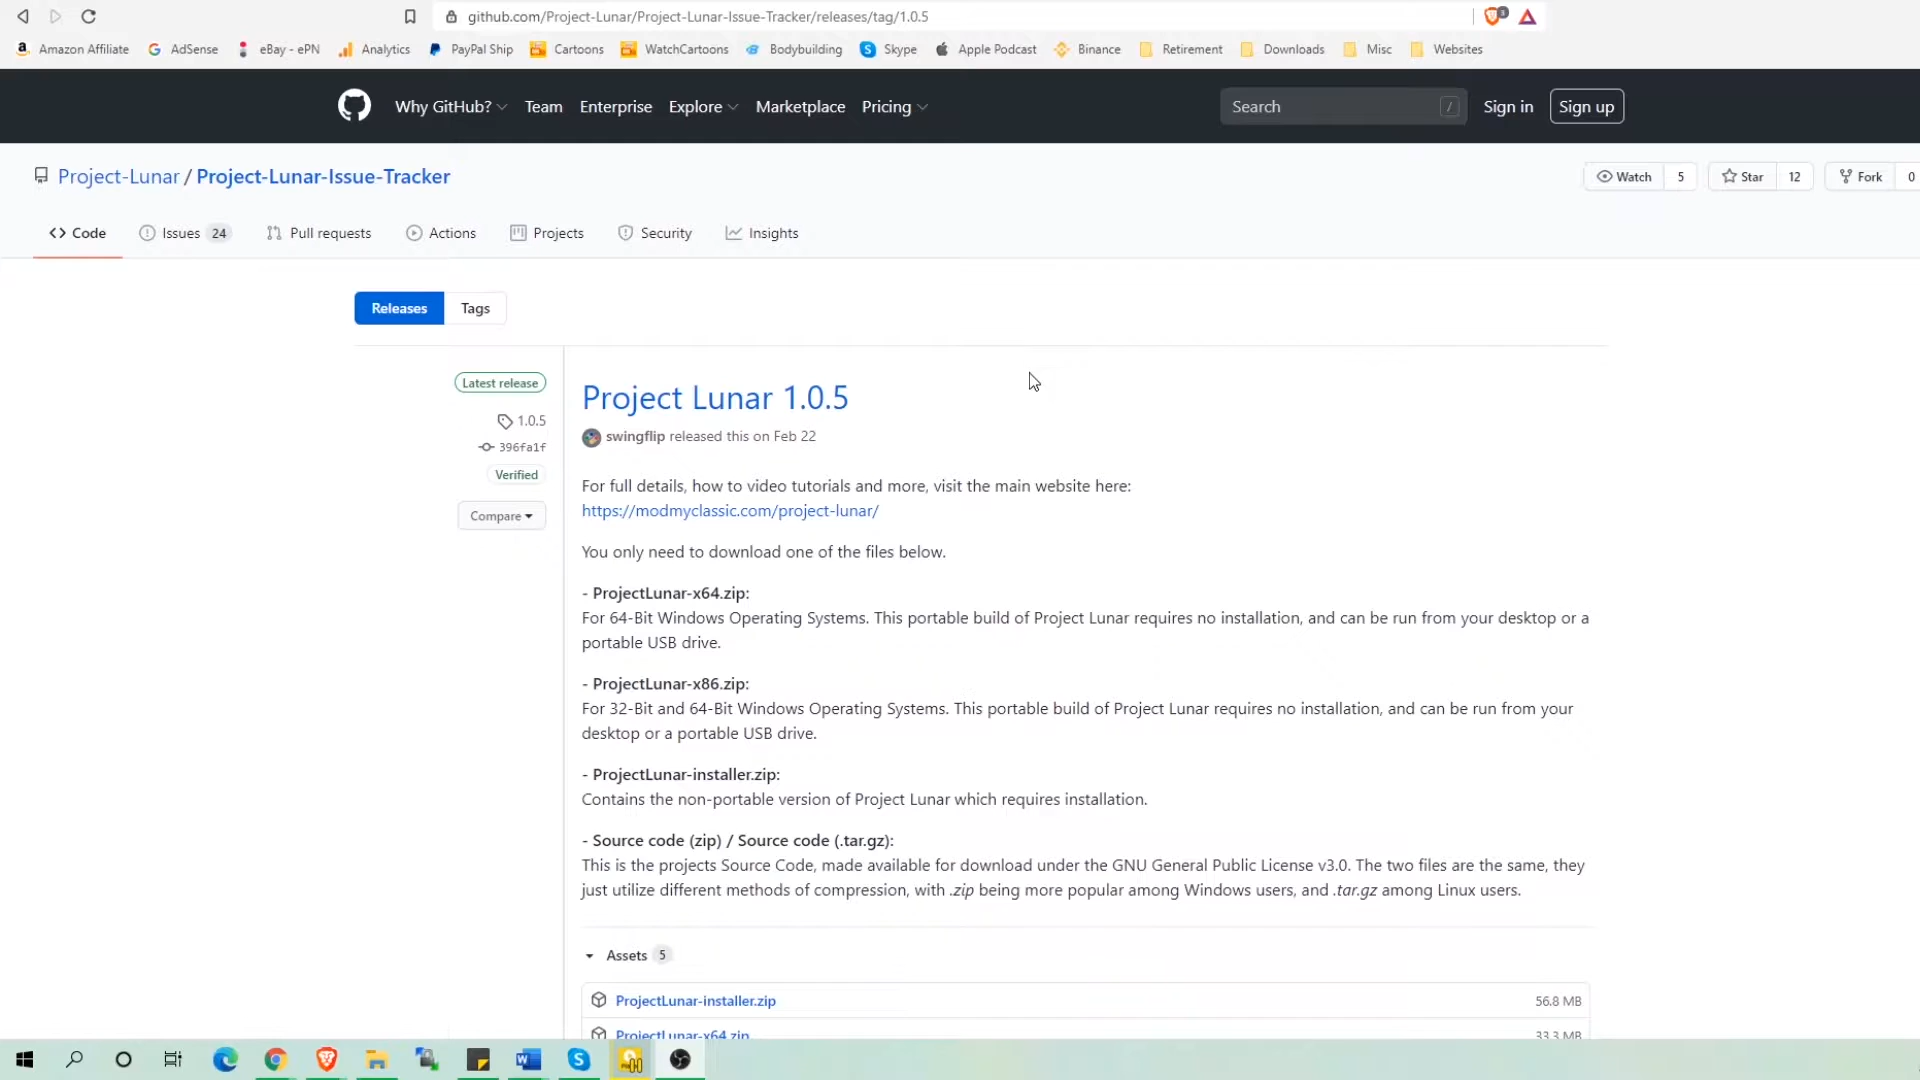 github.com/Project-Lunar/Project-Lunar-Issue-Tracker/releases/tag/1.0.5
3
Amazon Affiliate AdSense eBay - ePN Analytics PayPal Ship Cartoons WatchCartoons Bodybuilding Skype Apple Podcast Binance Retirement Downloads Misc Websites
Why GitHub? Team Enterprise Explore Marketplace Pricing Search / Sign in Sign up
Project-Lunar / Project-Lunar-Issue-Tracker Watch 5 Star 12 Fork 0
Code Issues 24 Pull requests Actions Projects Security Insights
Releases Tags
Latest release
1.0.5
396fa1f
Verified
Compare
Project Lunar 1.0.5
swingflip released this on Feb 22
For full details, how to video tutorials and more, visit the main website here:
https://modmyclassic.com/project-lunar/
You only need to download one of the files below.
- ProjectLunar-x64.zip:
For 64-Bit Windows Operating Systems. This portable build of Project Lunar requires no installation, and can be run from your desktop or a
portable USB drive.
- ProjectLunar-x86.zip:
For 32-Bit and 64-Bit Windows Operating Systems. This portable build of Project Lunar requires no installation, and can be run from your
desktop or a portable USB drive.
- ProjectLunar-installer.zip:
Contains the non-portable version of Project Lunar which requires installation.
- Source code (zip) / Source code (.tar.gz):
This is the projects Source Code, made available for download under the GNU General Public License v3.0. The two files are the same, they
just utilize different methods of compression, with .zip being more popular among Windows users, and .tar.gz among Linux users.
Assets 5
ProjectLunar-installer.zip 56.8 MB
ProjectLunar-x64.zip 33.3 MB